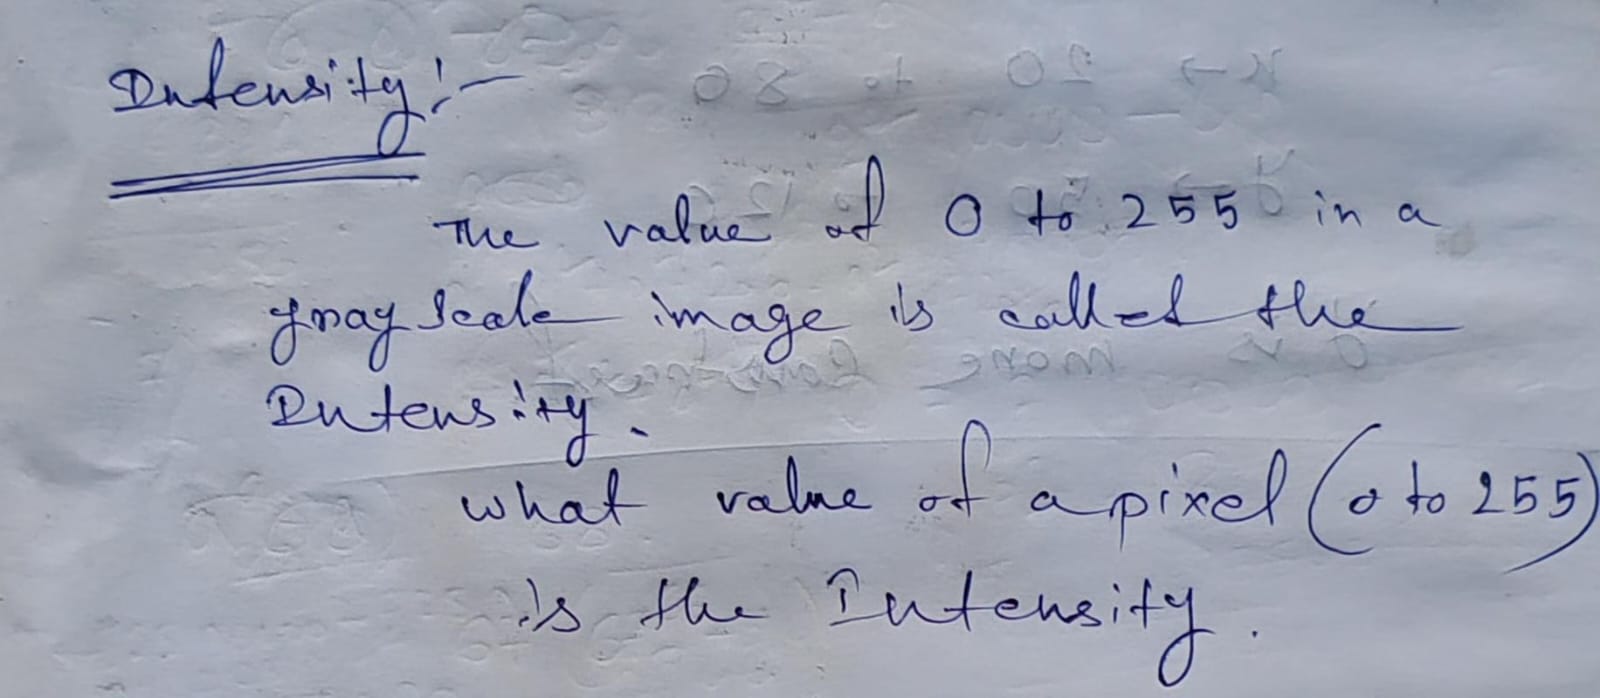 Intensity :-
The value of 0 to 255 in a
gray scale image is called the
Intensity.
what value of a pixel (0 to 255)
is the Intensity.